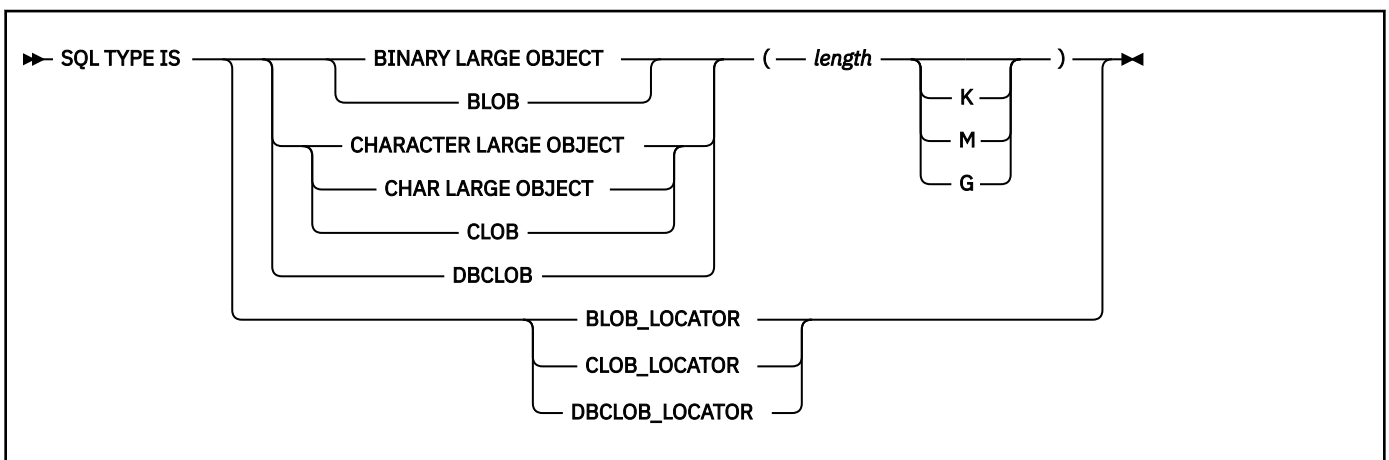 SQL TYPE IS BINARY LARGE OBJECT ( length )
BLOB K
CHARACTER LARGE OBJECT M
CHAR LARGE OBJECT G
CLOB
DBCLOB
BLOB_LOCATOR
CLOB_LOCATOR
DBCLOB_LOCATOR